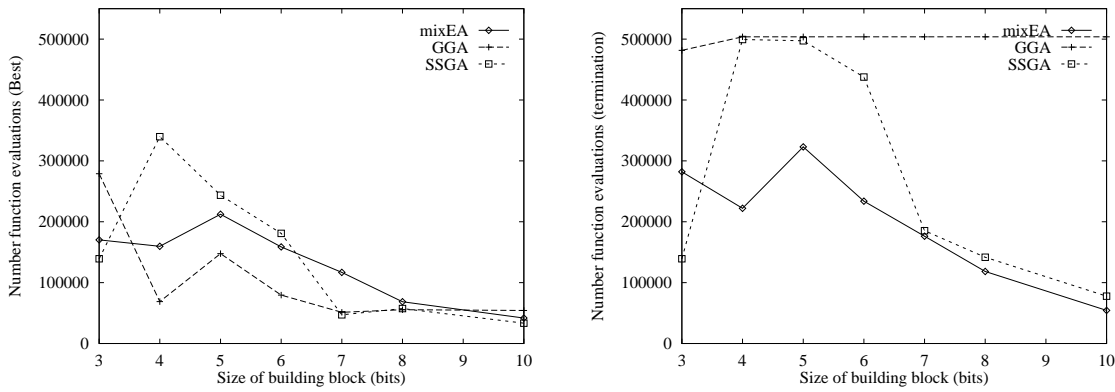 500000
400000
300000
200000
100000
0
3 4 5 6 7 8 9 10
Number function evaluations (Best)
Size of building block (bits)
mixEA
GGA
SSGA
500000
400000
300000
200000
100000
0
3 4 5 6 7 8 9 10
Number function evaluations (termination)
Size of building block (bits)
mixEA
GGA
SSGA